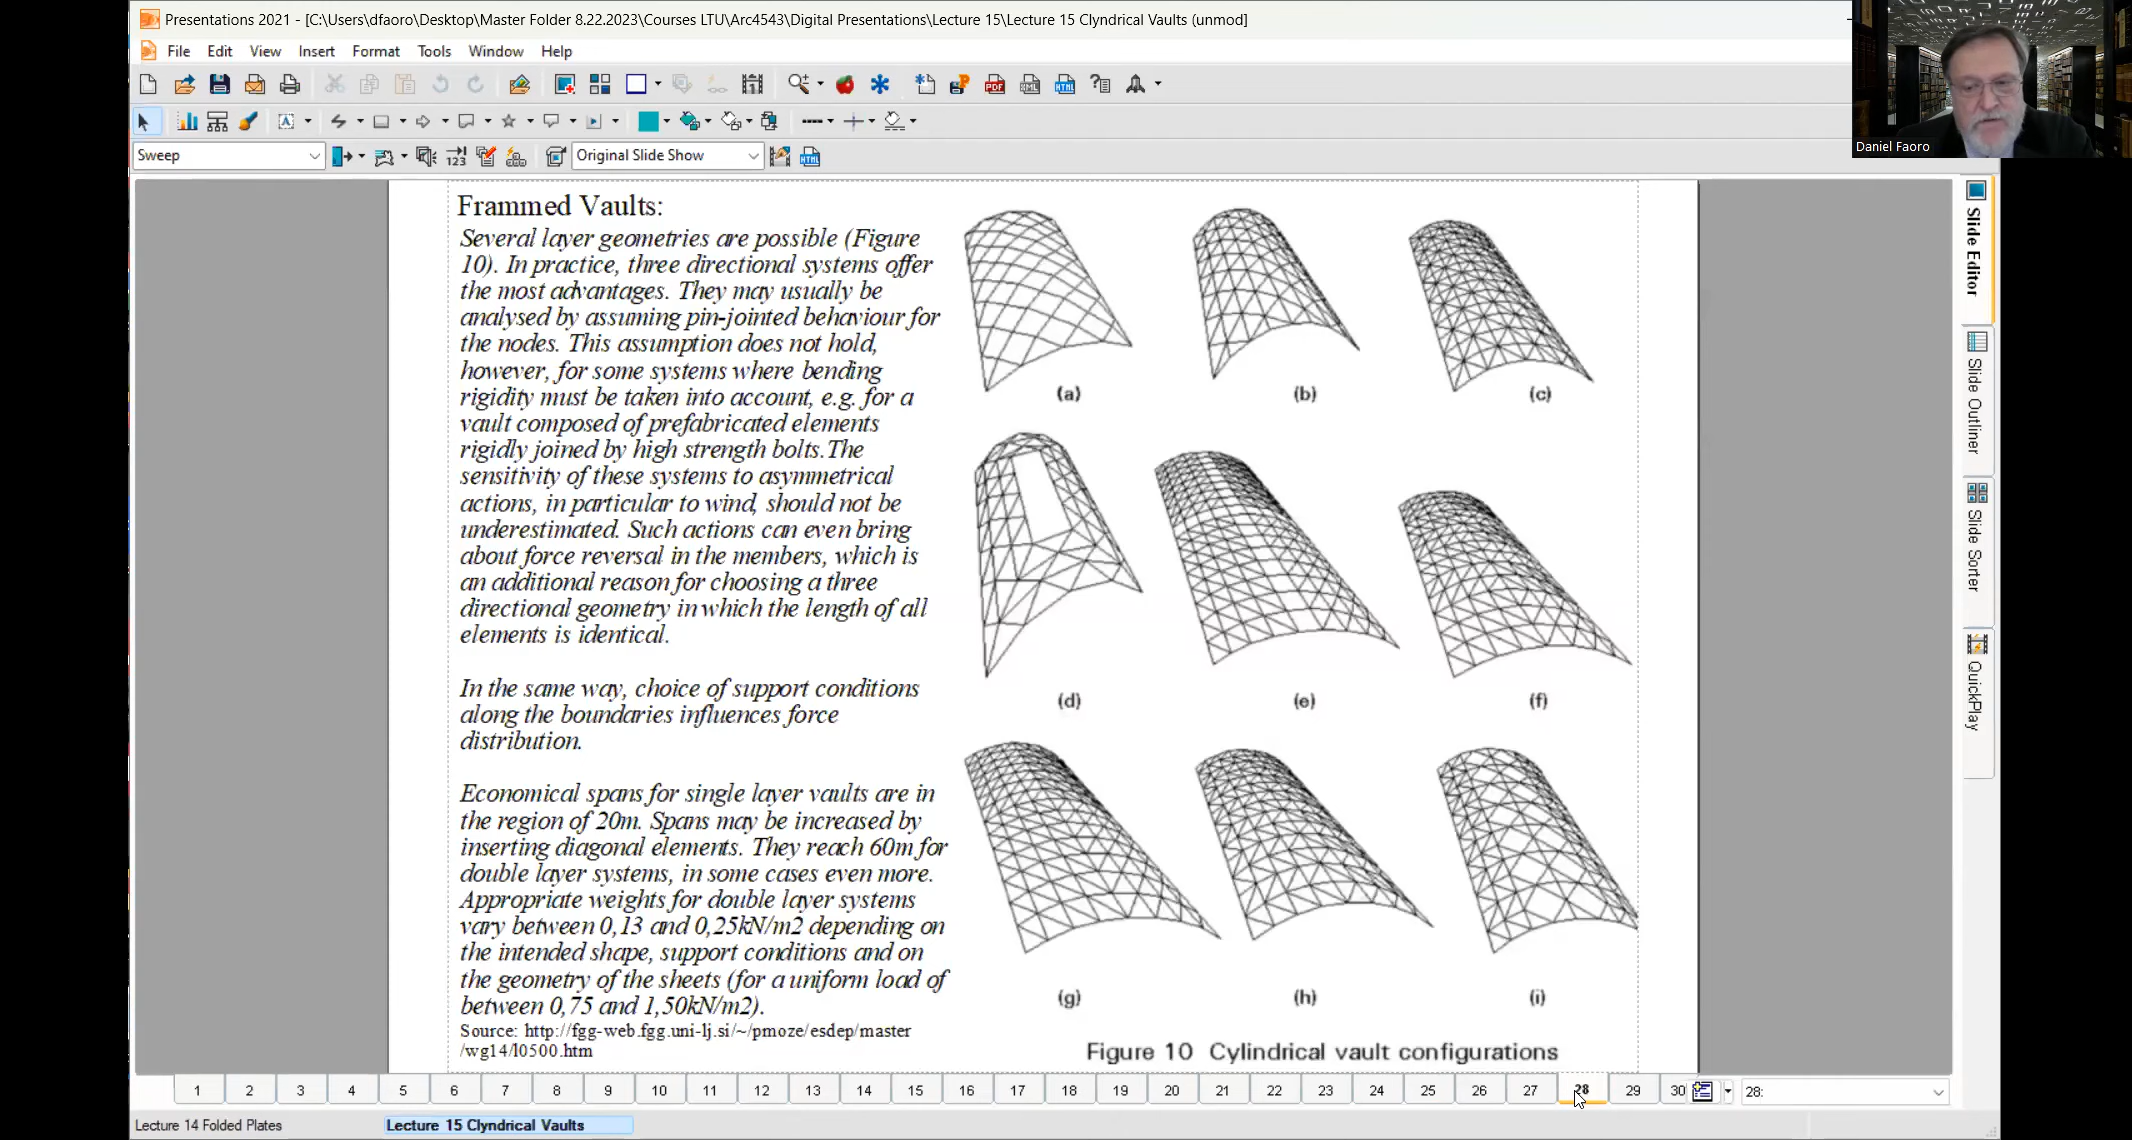 Presentations 2021 - [C:\Users\dfaoro\Desktop\Master Folder 8.22.2023\Courses LTU\Arc4543\Digital Presentations\Lecture 15\Lecture 15 Clyndrical Vaults (unmod]
File Edit View Insert Format Tools Window Help
Sweep
123
Original Slide Show
HTML
Daniel Faoro
Frammed Vaults:
Several layer geometries are possible (Figure
10). In practice, three directional systems offer
the most advantages. They may usually be
analysed by assuming pin-jointed behaviour for
the nodes. This assumption does not hold,
however, for some systems where bending
rigidity must be taken into account, e.g. for a
vault composed of prefabricated elements
rigidly joined by high strength bolts.The
sensitivity of these systems to asymmetrical
actions, in particular to wind, should not be
underestimated. Such actions can even bring
about force reversal in the members, which is
an additional reason for choosing a three
directional geometry in which the length of all
elements is identical.
In the same way, choice of support conditions
along the boundaries influences force
distribution.
Economical spans for single layer vaults are in
the region of 20m. Spans may be increased by
inserting diagonal elements. They reach 60m for
double layer systems, in some cases even more.
Appropriate weights for double layer systems
vary between 0,13 and 0,25kN/m2 depending on
the intended shape, support conditions and on
the geometry of the sheets (for a uniform load of
between 0,75 and 1,50kN/m2).
Source: http://fgg-web.fgg.uni-lj.si/~/pmoze/esdep/master
/wg14/l0500.htm
(a) (b) (c)
(d) (e) (f)
(g) (h) (i)
Figure 10 Cylindrical vault configurations
Slide Editor
Slide Outliner
Slide Sorter
QuickPlay
1 2 3 4 5 6 7 8 9 10 11 12 13 14 15 16 17 18 19 20 21 22 23 24 25 26 27 28 29 30 28:
Lecture 14 Folded Plates Lecture 15 Clyndrical Vaults